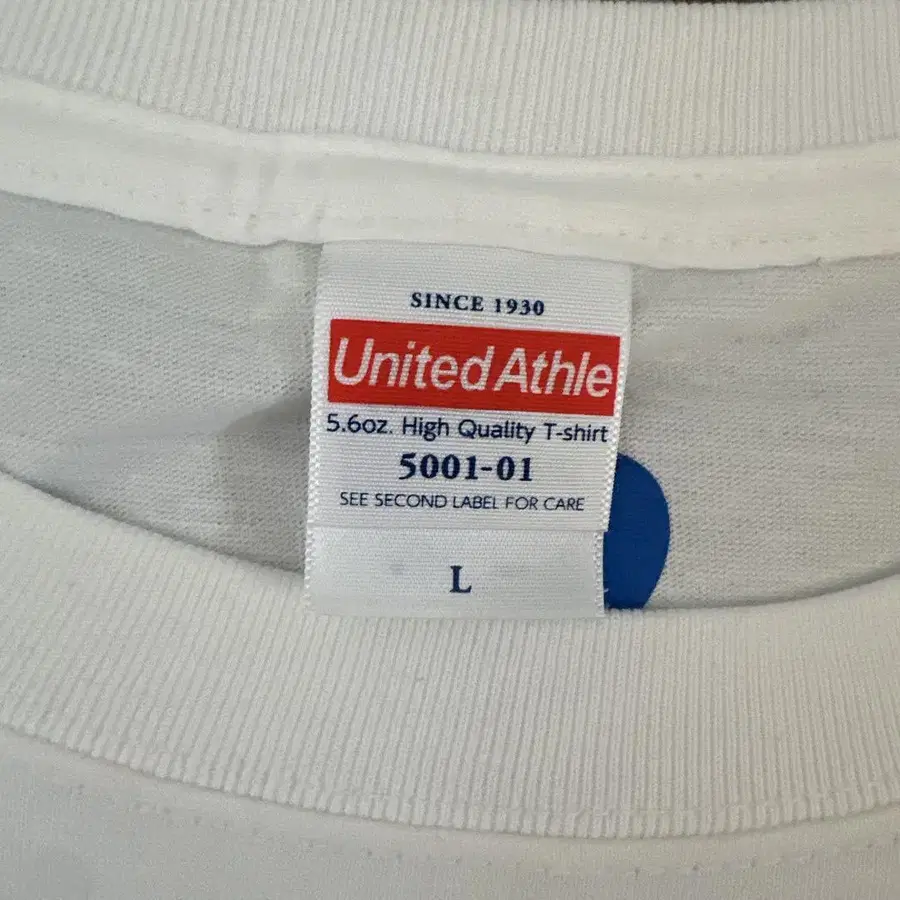 SINCE 1930
United Athle
5.6oz. High Quality T-shirt
5001-01
SEE SECOND LABEL FOR CARE
L